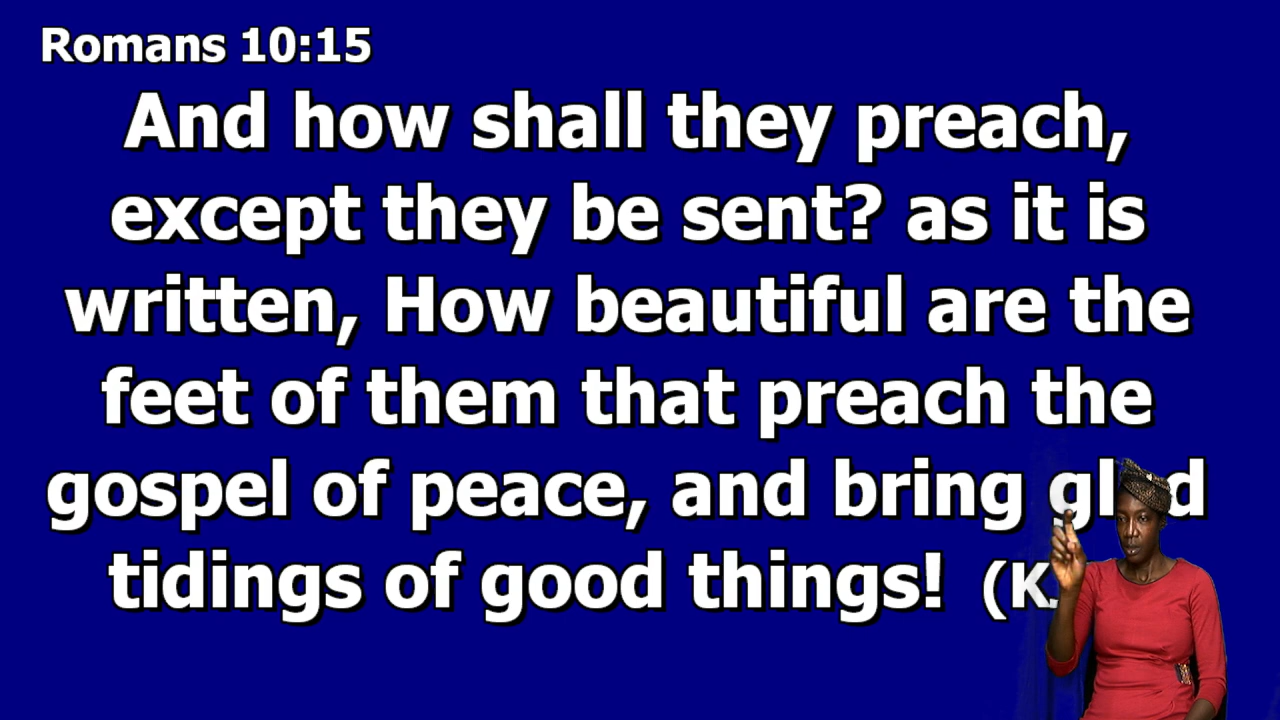 Romans 10:15
And how shall they preach,
except they be sent? as it is
written, How beautiful are the
feet of them that preach the
gospel of peace, and bring
tidings of good things!